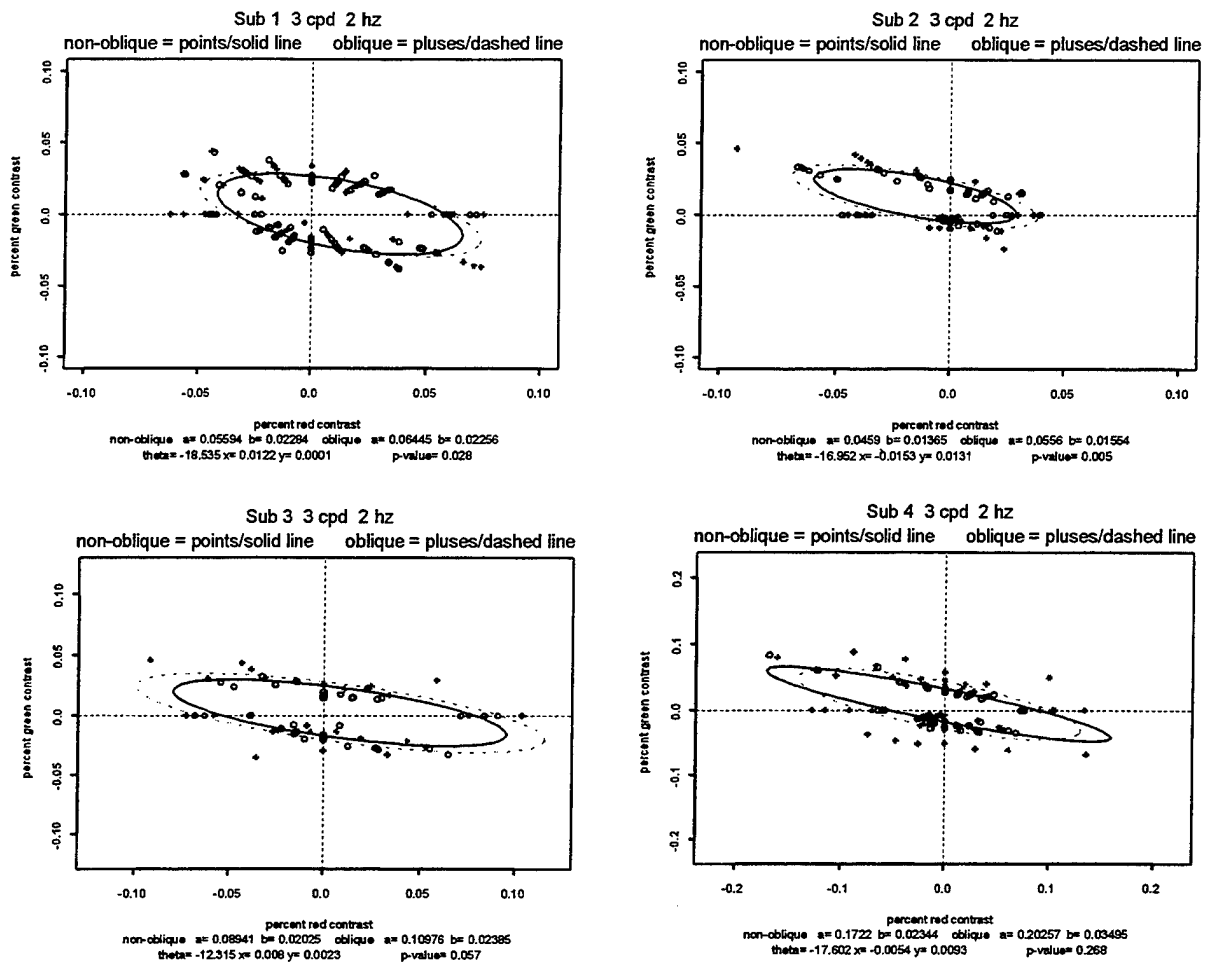 Sub 1 3 cpd 2 hz
non-oblique = points/solid line oblique = pluses/dashed line
percent green contrast
0.10
0.05
0.0
-0.05
-0.10
-0.10 -0.05 0.0 0.05 0.10
percent red contrast
non-oblique a= 0.05594 b= 0.02284 oblique a= 0.06445 b= 0.02256
theta= -18.535 x= 0.0122 y= 0.0001 p-value= 0.028
Sub 2 3 cpd 2 hz
non-oblique = points/solid line oblique = pluses/dashed line
percent green contrast
0.10
0.05
0.0
-0.05
-0.10
-0.10 -0.05 0.0 0.05 0.10
percent red contrast
non-oblique a= 0.0459 b= 0.01365 oblique a= 0.0556 b= 0.01554
theta= -16.952 x= -0.0153 y= 0.0131 p-value= 0.005
Sub 3 3 cpd 2 hz
non-oblique = points/solid line oblique = pluses/dashed line
percent green contrast
0.10
0.05
0.0
-0.05
-0.10
-0.10 -0.05 0.0 0.05 0.10
percent red contrast
non-oblique a= 0.08941 b= 0.02025 oblique a= 0.10976 b= 0.02385
theta= -12.315 x= 0.008 y= 0.0023 p-value= 0.057
Sub 4 3 cpd 2 hz
non-oblique = points/solid line oblique = pluses/dashed line
percent green contrast
0.2
0.1
0.0
-0.1
-0.2
-0.2 -0.1 0.0 0.1 0.2
percent red contrast
non-oblique a= 0.1722 b= 0.02344 oblique a= 0.20257 b= 0.03495
theta= -17.602 x= -0.0054 y= 0.0093 p-value= 0.268